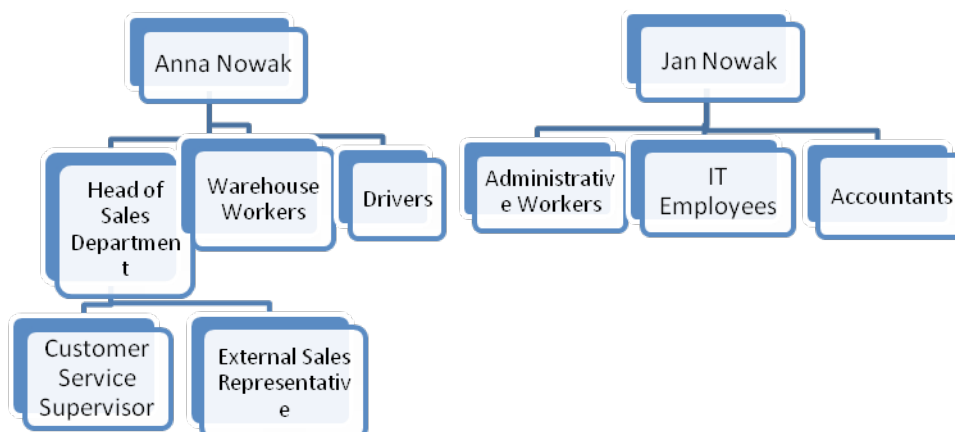 Anna Nowak
Jan Nowak
Head of
Sales
Departmen
t
Warehouse
Workers
Drivers
Administrativ
e Workers
IT
Employees
Accountants
Customer
Service
Supervisor
External Sales
Representativ
e